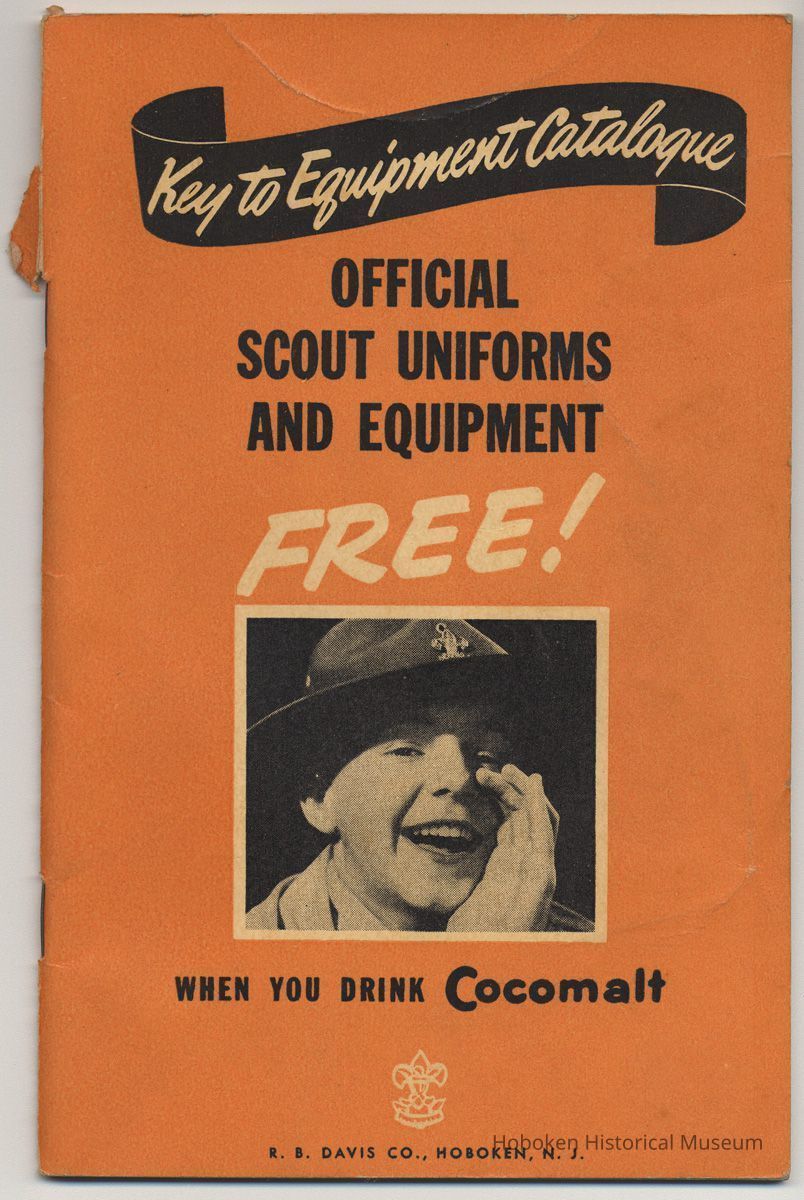 Key to Equipment Catalogue
OFFICIAL
SCOUT UNIFORMS
AND EQUIPMENT
FREE!
WHEN YOU DRINK Cocomalt
R. B. DAVIS CO., HOBOKEN, N. J.
Hoboken Historical Museum